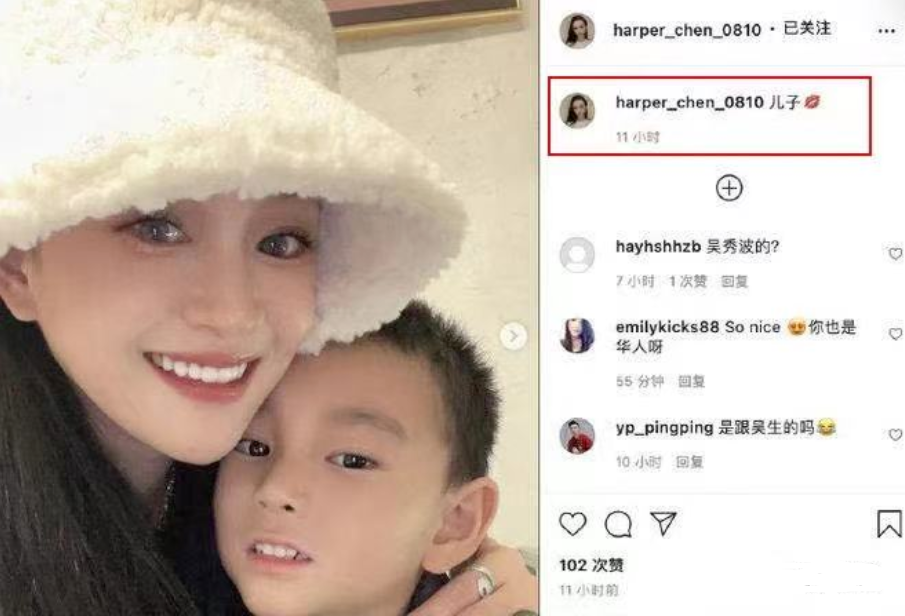 harper_chen_0810 · 已关注
harper_chen_0810 儿子💋
11 小时
hayhshhzb 吴秀波的?
7 小时 1次赞 回复
emilykicks88 So nice 😍你也是
华人呀
55 分钟 回复
yp_pingping 是跟吴生的吗😂
10 小时 回复
102 次赞
11 小时前